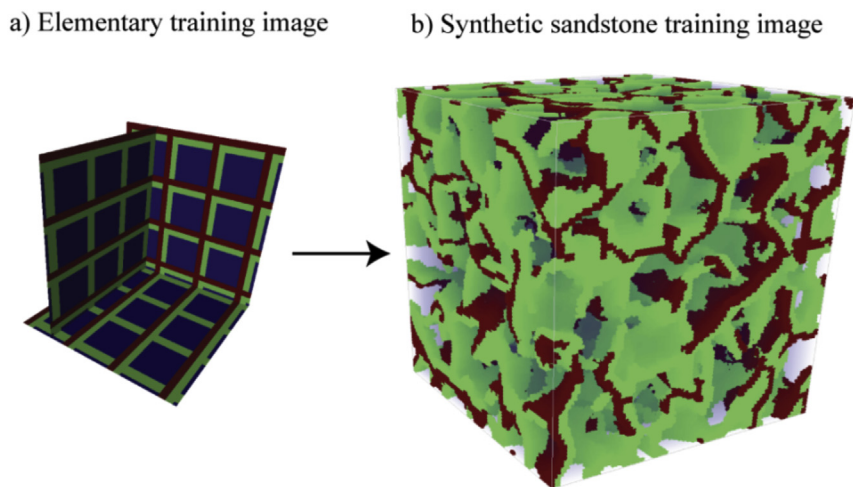 a) Elementary training image
b) Synthetic sandstone training image